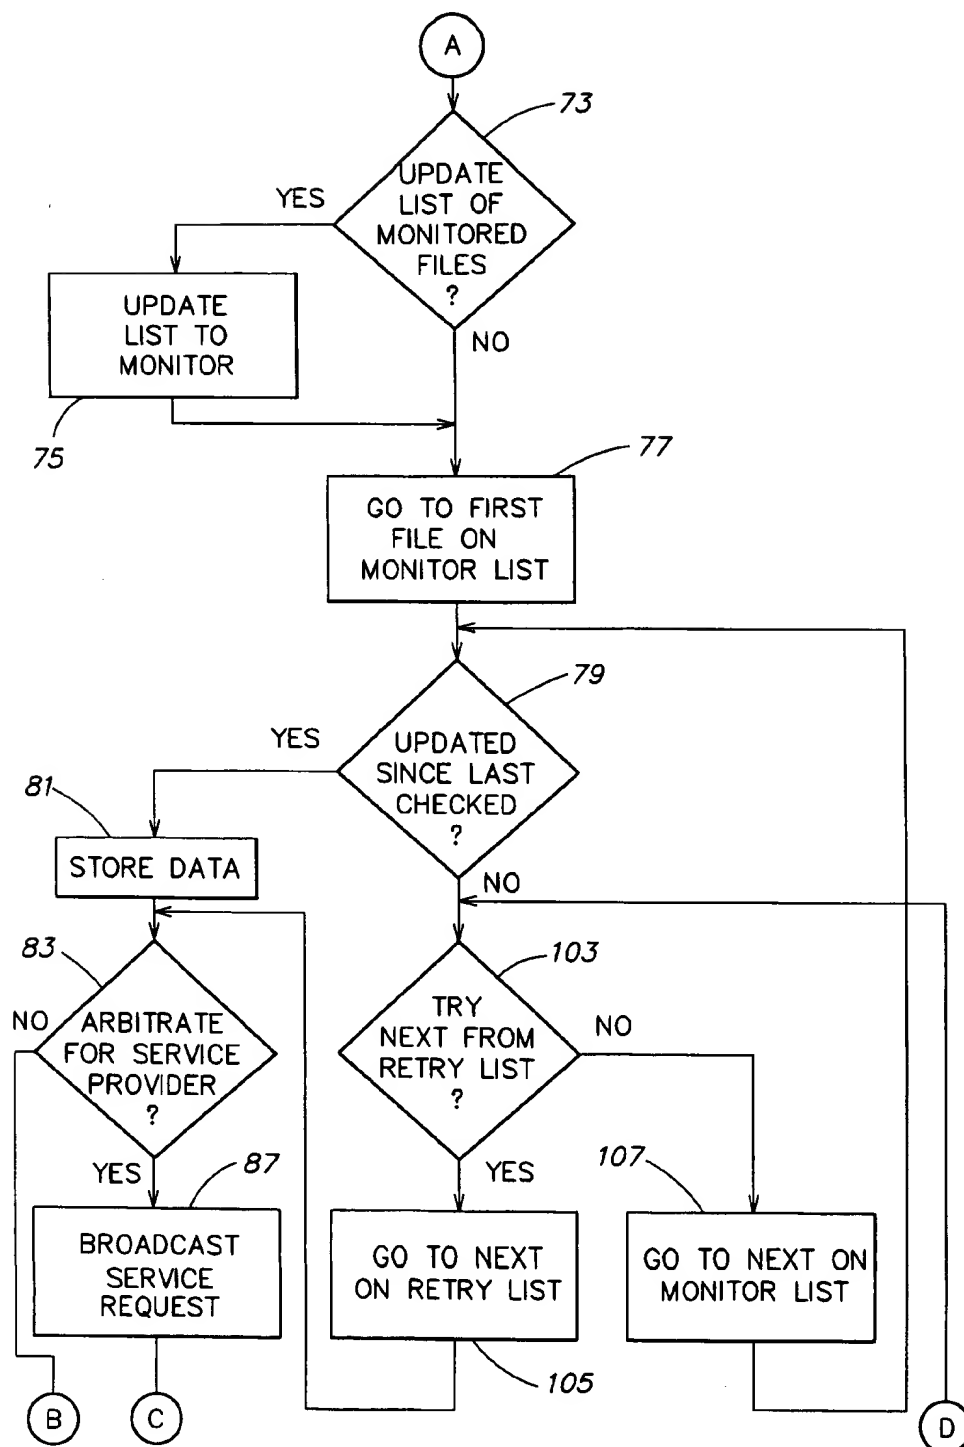 A
73
UPDATE
LIST OF
MONITORED
FILES
?
YES
NO
UPDATE
LIST TO
MONITOR
75
77
GO TO FIRST
FILE ON
MONITOR LIST
79
UPDATED
SINCE LAST
CHECKED
?
YES
NO
81
STORE DATA
83
ARBITRATE
FOR SERVICE
PROVIDER
?
NO
YES
103
TRY
NEXT FROM
RETRY LIST
?
NO
YES
87
BROADCAST
SERVICE
REQUEST
GO TO NEXT
ON RETRY LIST
105
107
GO TO NEXT ON
MONITOR LIST
B
C
D